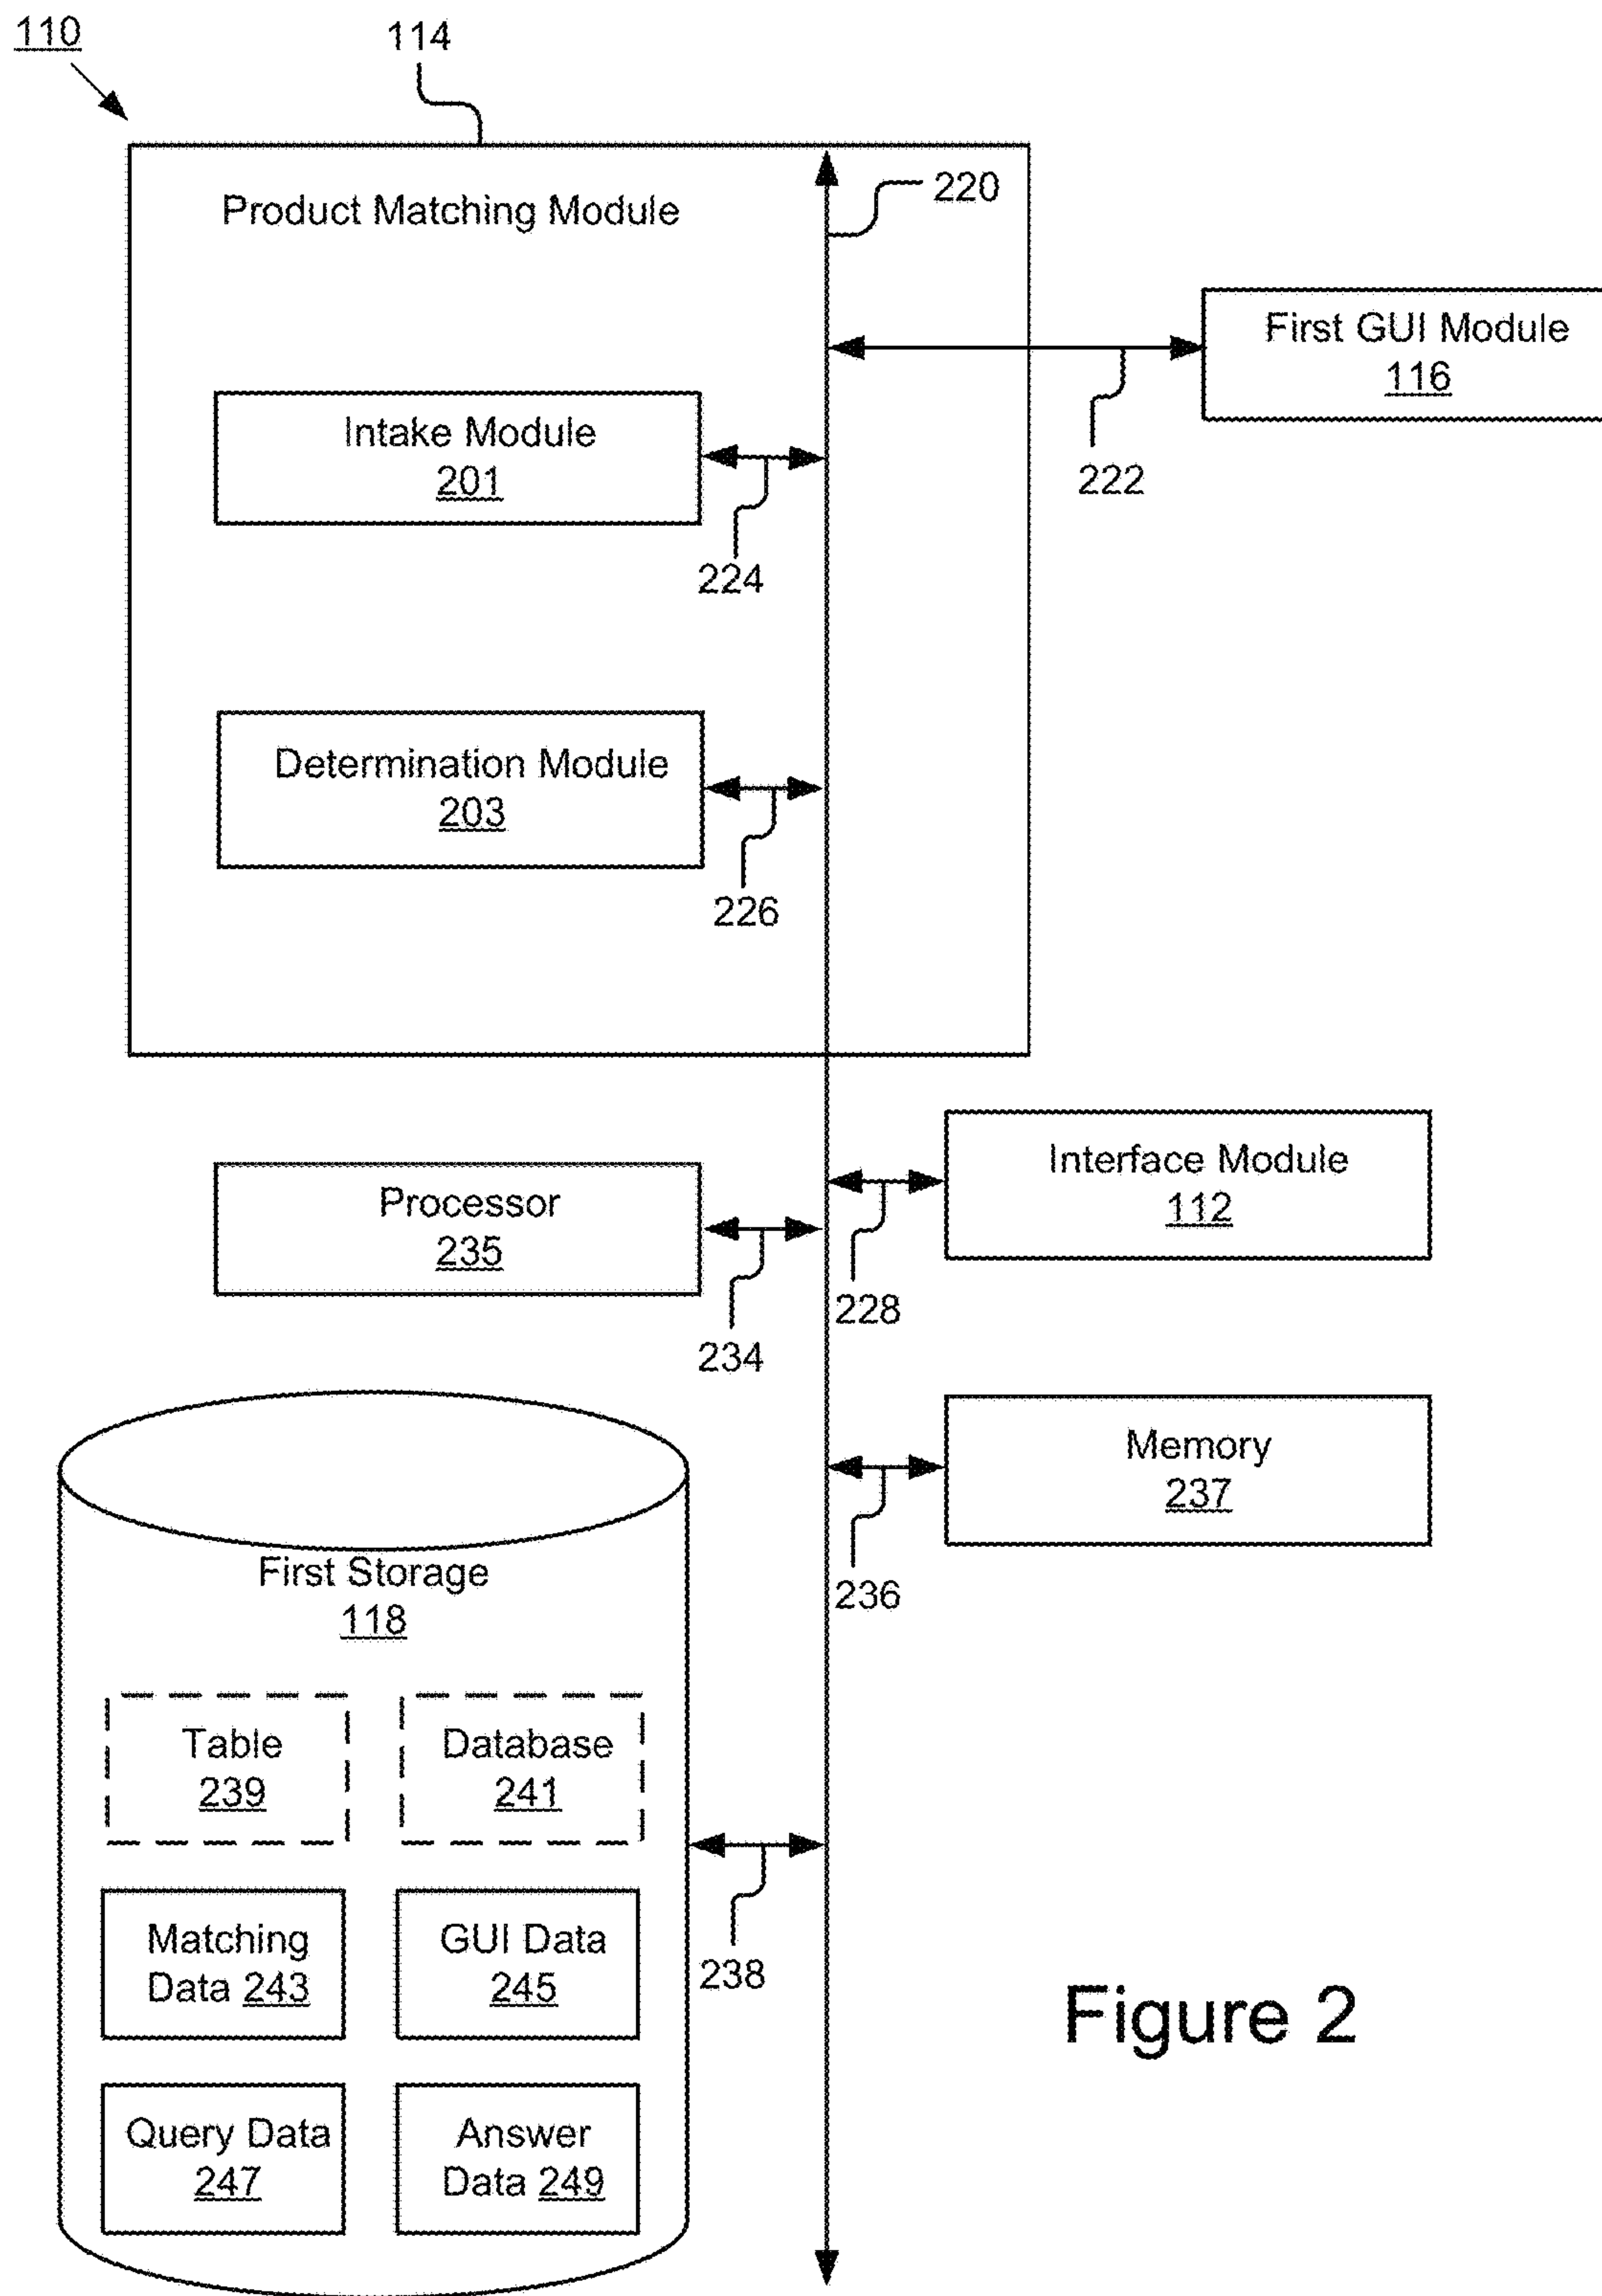 110
114
Product Matching Module
220
First GUI Module
116
222
Intake Module
201
224
Determination Module
203
226
Interface Module
112
228
Processor
235
234
Memory
237
236
First Storage
118
Table
239
Database
241
238
Matching
Data 243
GUI Data
245
Query Data
247
Answer
Data 249
Figure 2